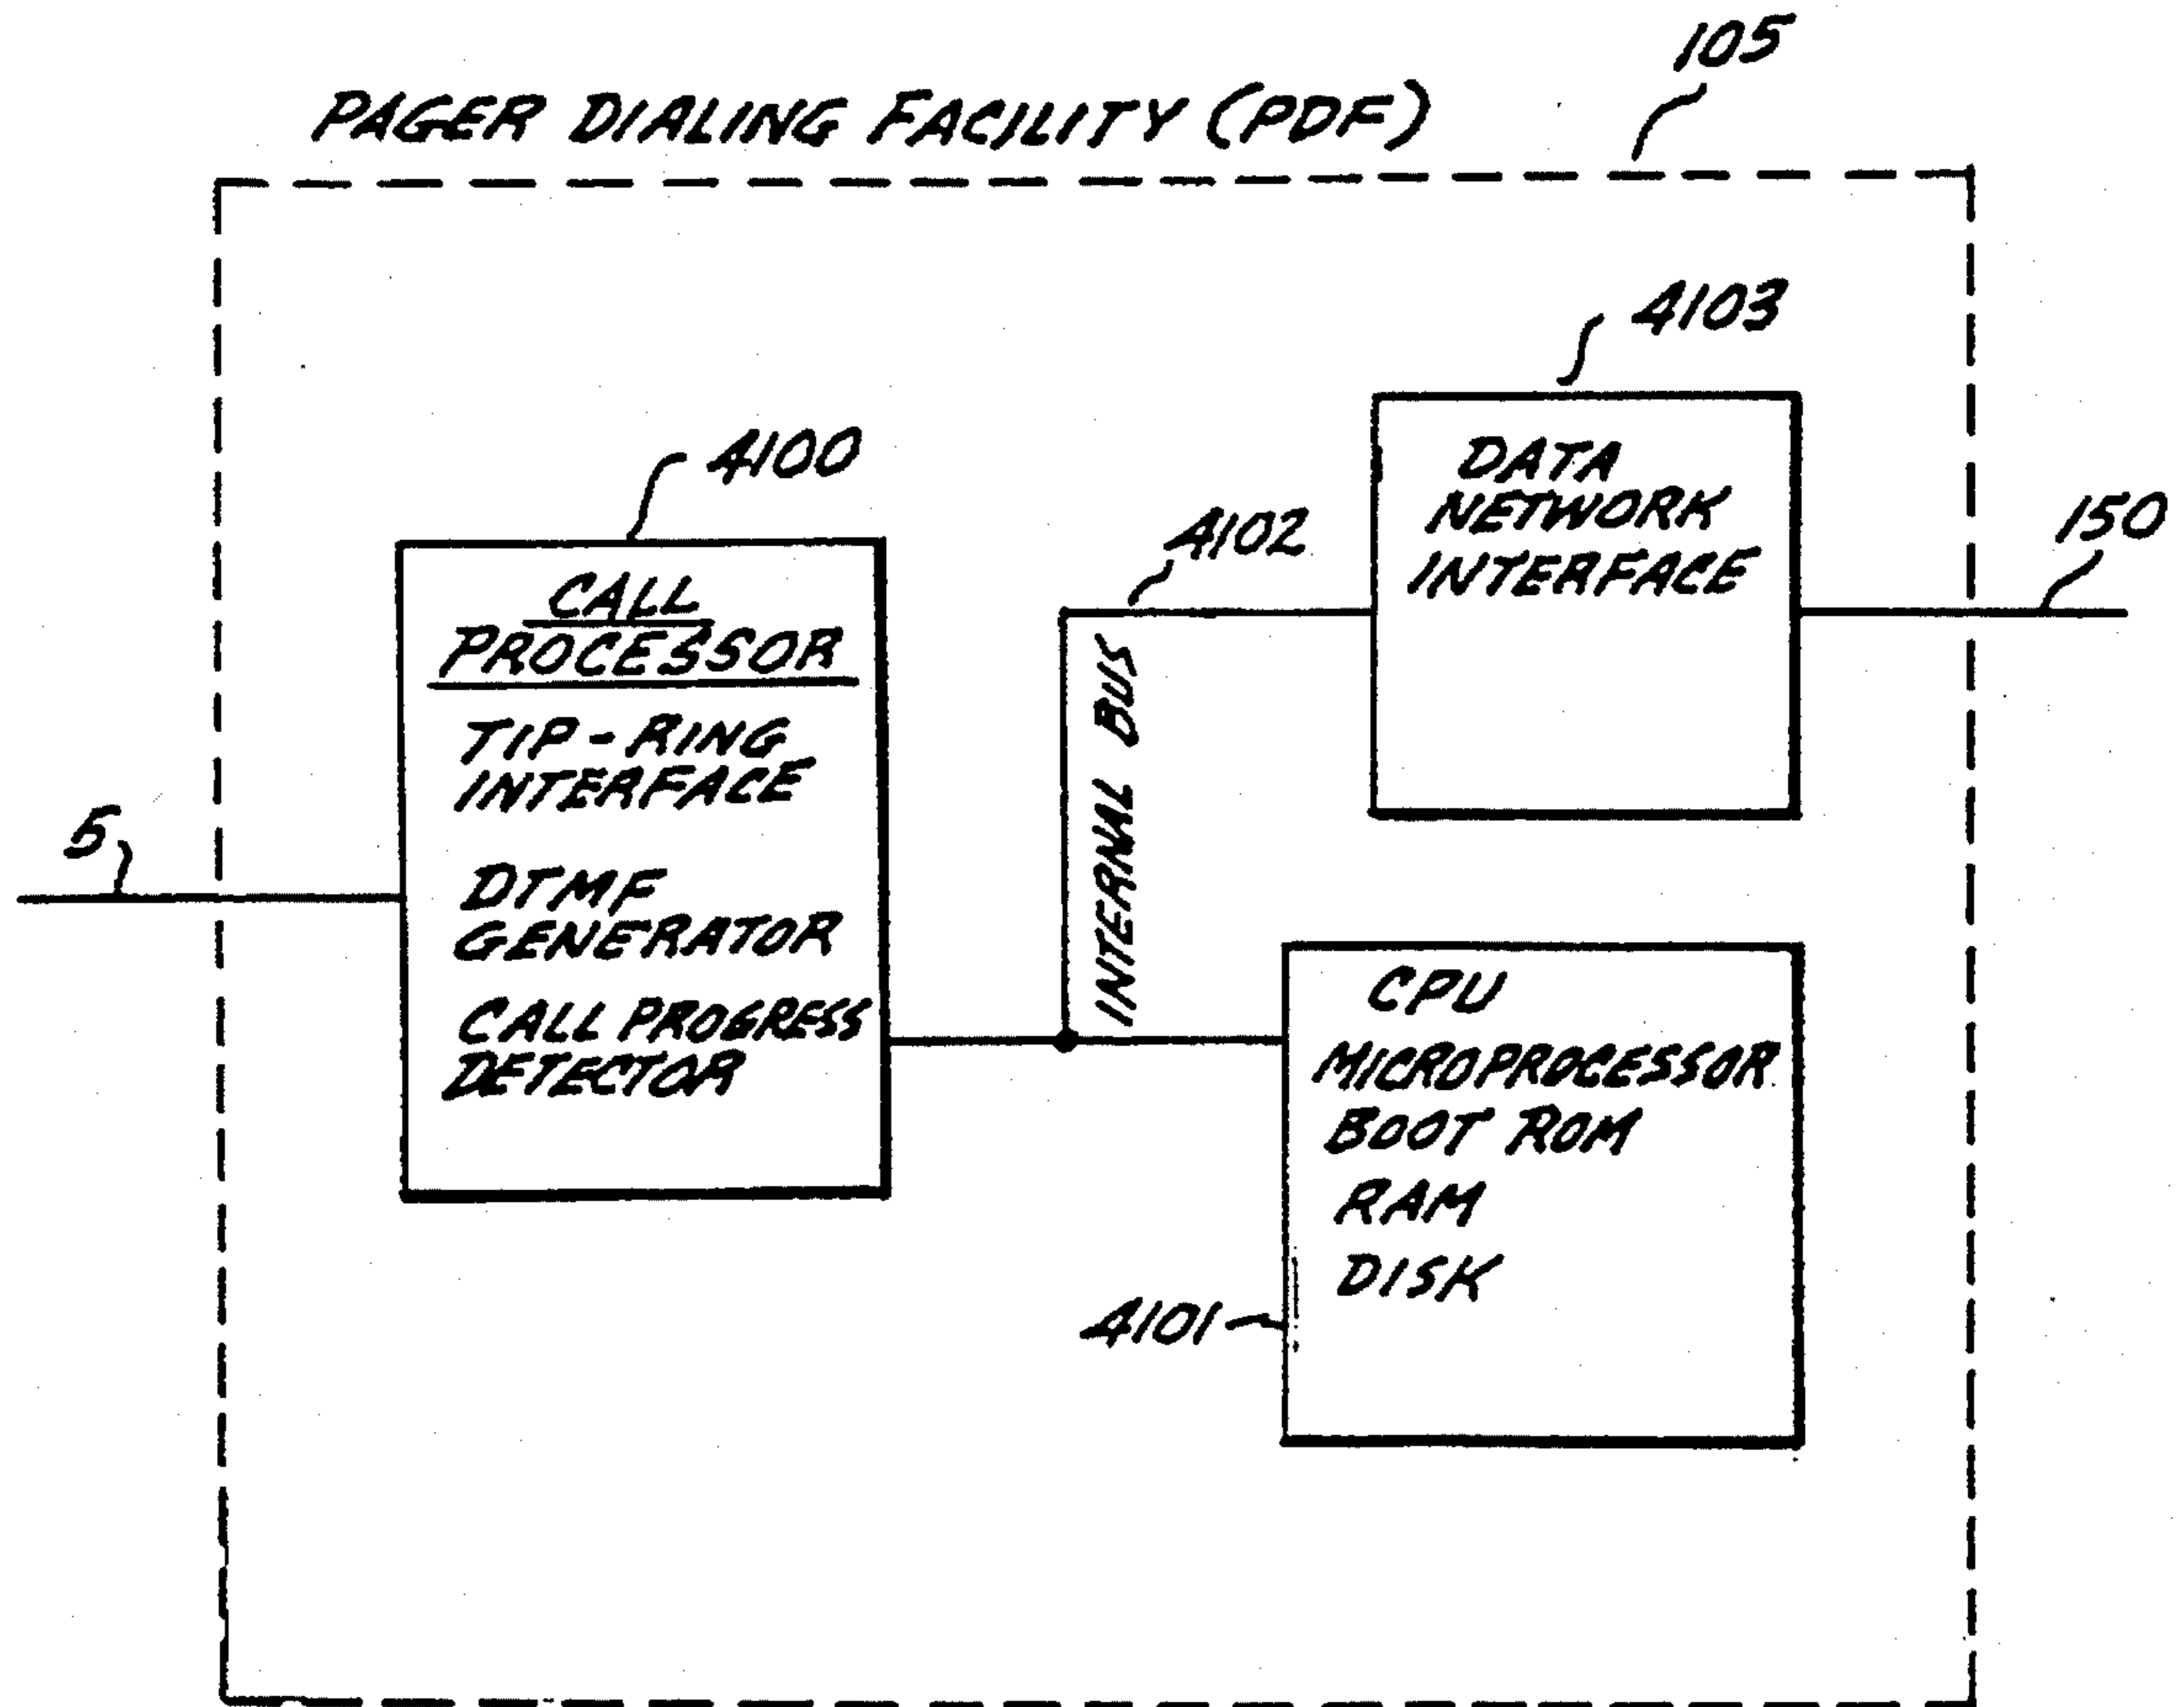 105
PAGER DIALING FACILITY (PDF)
4103
4100
DATA
NETWORK
INTERFACE
4102
150
CALL
PROCESSOR
TIP-RING
INTERFACE
DTMF
GENERATOR
CALL PROGRESS
DETECTOR
5
INTERNAL BUS
CPU
MICROPROCESSOR
BOOT ROM
RAM
DISK
4101